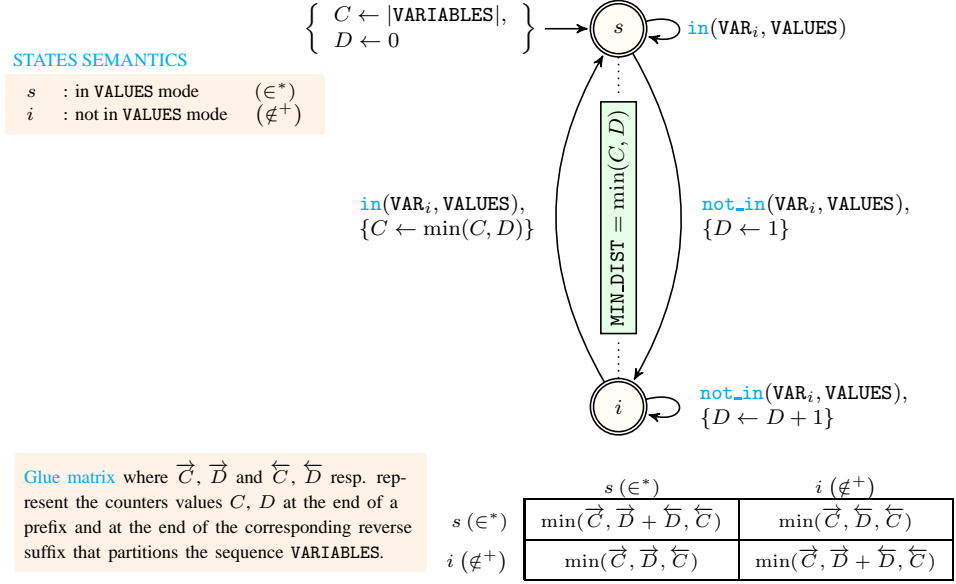 { C ← |VARIABLES|,
D ← 0 }
s
in(VAR_i, VALUES)
STATES SEMANTICS
s : in VALUES mode (∈*)
i : not in VALUES mode (∉⁺)
MIN_DIST = min(C, D)
in(VAR_i, VALUES),
{C ← min(C, D)}
not_in(VAR_i, VALUES),
{D ← 1}
i
not_in(VAR_i, VALUES),
{D ← D + 1}
Glue matrix where C→, D→ and C←, D← resp. rep-
resent the counters values C, D at the end of a
prefix and at the end of the corresponding reverse
suffix that partitions the sequence VARIABLES.
s (∈*) i (∉⁺)
s (∈*) min(C→, D→ + D←, C←) min(C→, D←, C←)
i (∉⁺) min(C→, D→, C←) min(C→, D→ + D←, C←)